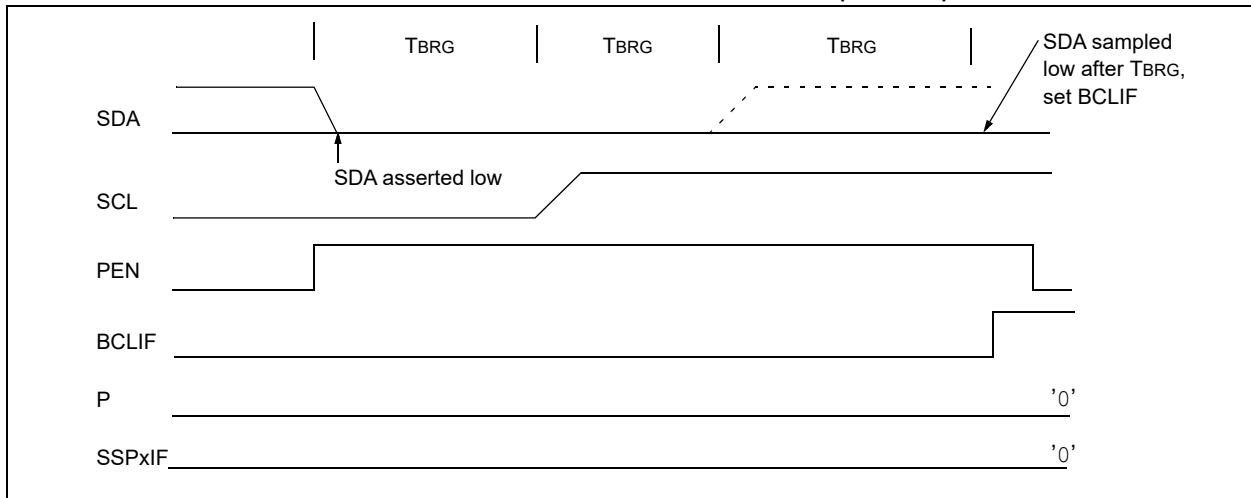 TBRG TBRG TBRG
SDA sampled
low after TBRG,
set BCLIF
SDA
SDA asserted low
SCL
PEN
BCLIF
P '0'
SSPxIF '0'